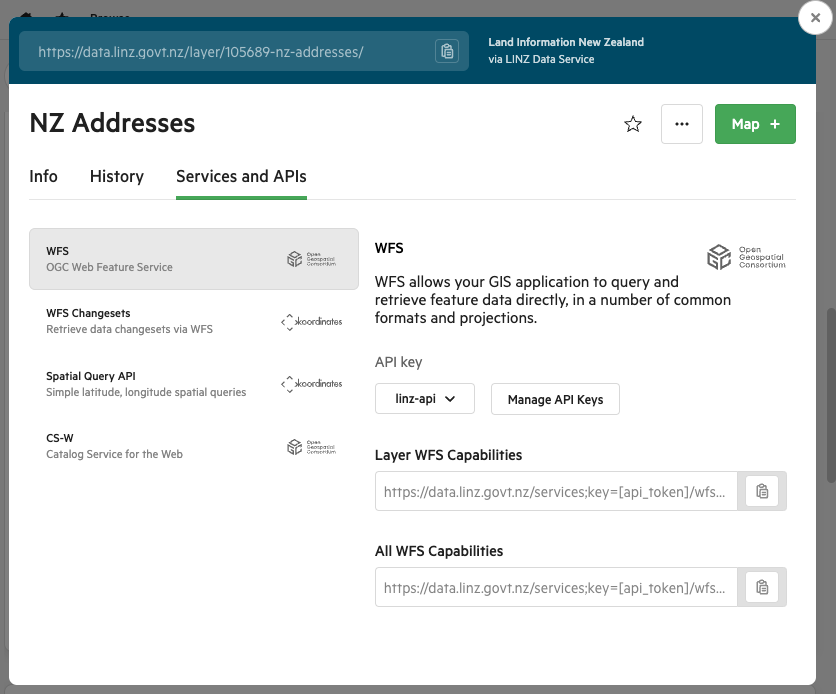 https://data.linz.govt.nz/layer/105689-nz-addresses/
Land Information New Zealand
via LINZ Data Service
NZ Addresses
Map +
Info
History
Services and APIs
WFS
OGC Web Feature Service
Open
Geospatial
Consortium
WFS Changesets
Retrieve data changesets via WFS
koordinates
Spatial Query API
Simple latitude, longitude spatial queries
koordinates
CS-W
Catalog Service for the Web
Open
Geospatial
Consortium
WFS
Open
Geospatial
Consortium
WFS allows your GIS application to query and
retrieve feature data directly, in a number of common
formats and projections.
API key
linz-api
Manage API Keys
Layer WFS Capabilities
https://data.linz.govt.nz/services;key=[api_token]/wfs...
All WFS Capabilities
https://data.linz.govt.nz/services;key=[api_token]/wfs...